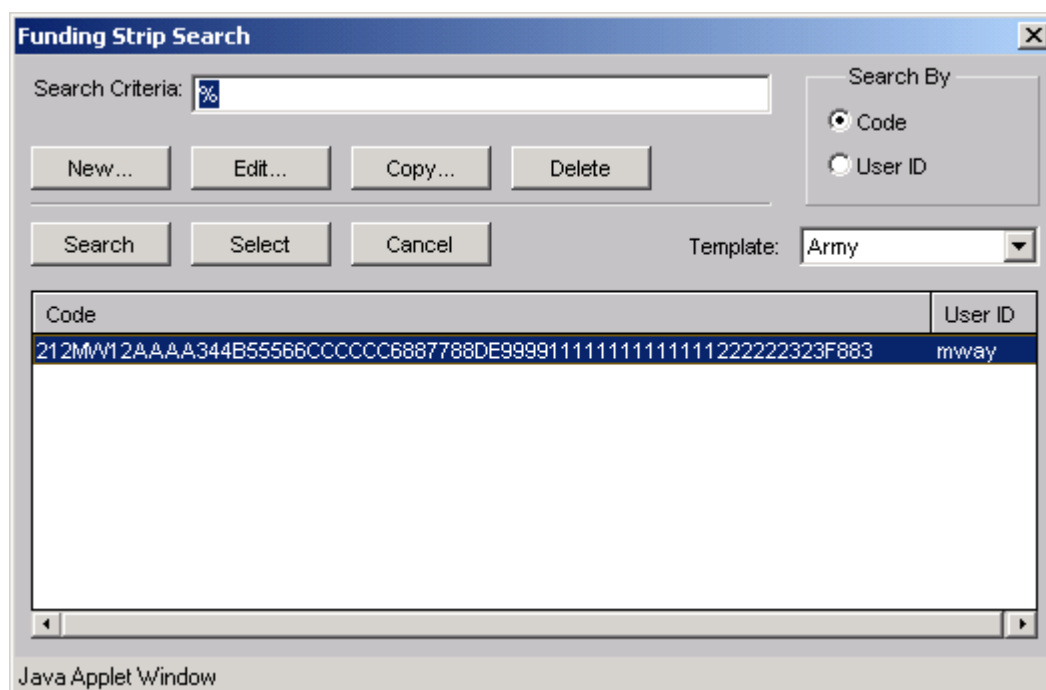 Funding Strip Search
Search Criteria: %
Search By
Code
User ID
New... Edit... Copy... Delete
Search Select Cancel Template: Army
Code User ID
212MW12AAAA344B55566CCCCCC6887788DE999911111111111111222222323F883 mway
Java Applet Window